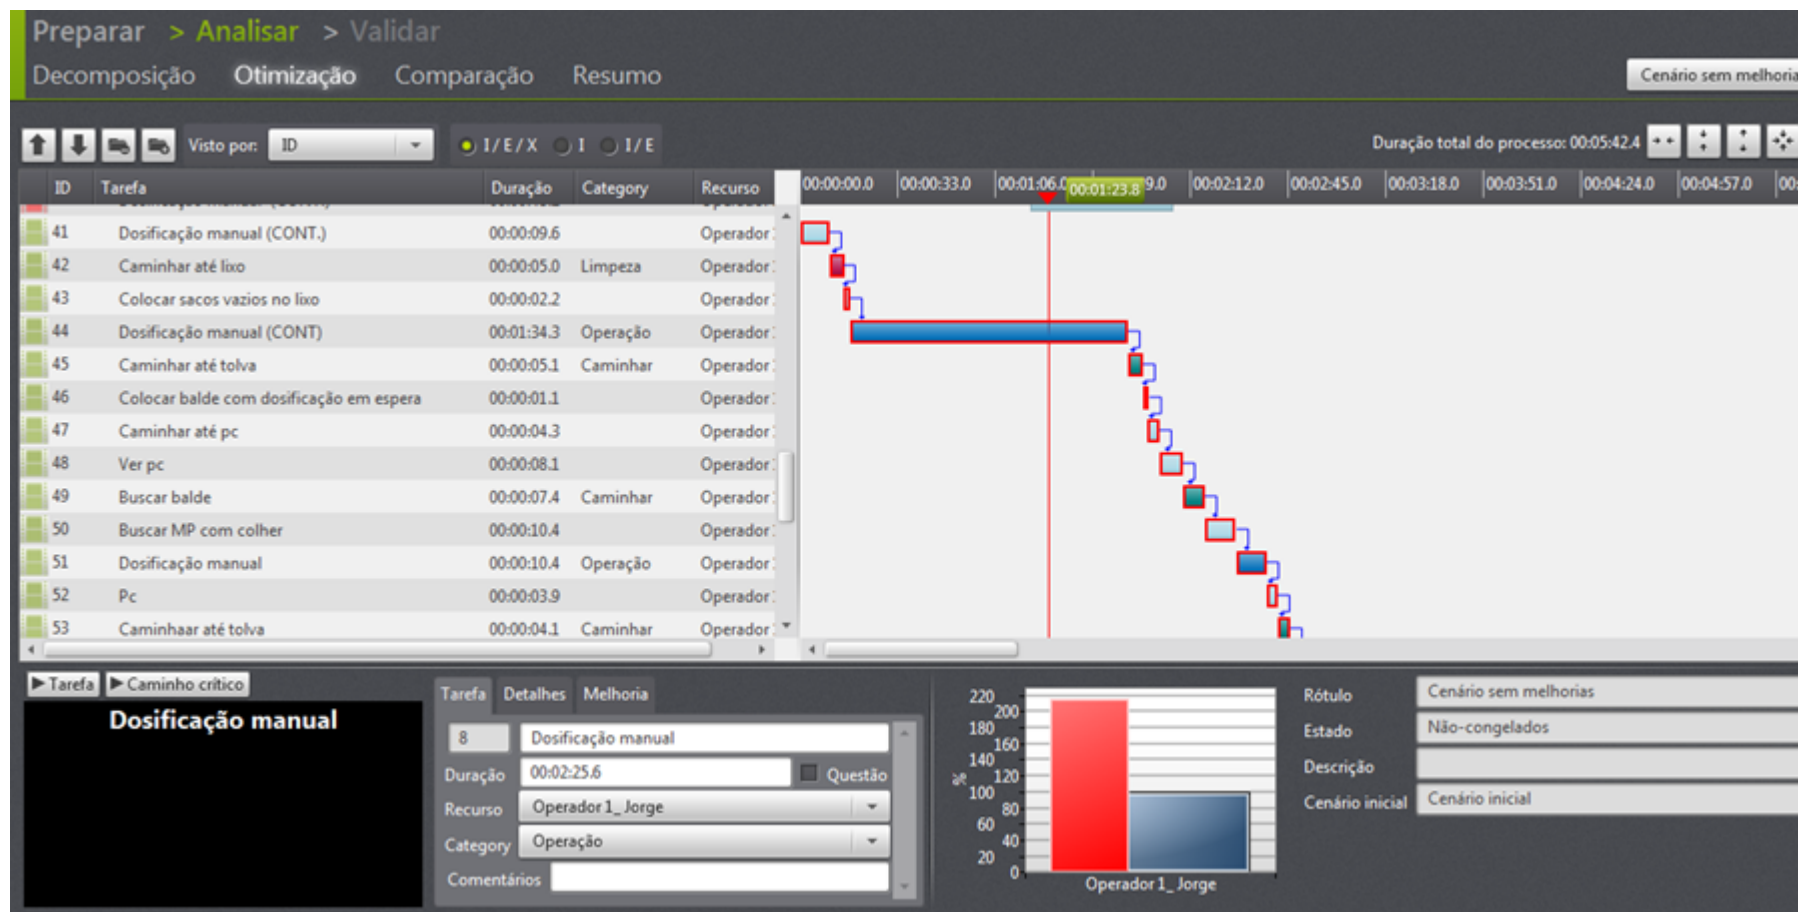 Preparar > Analisar > Validar
Decomposição Otimização Comparação Resumo
Cenário sem melhoria
Visto por: ID I/E/X I I/E
Duração total do processo: 00:05:42.4
ID Tarefa Duração Category Recurso
00:00:00.0 00:00:33.0 00:01:06.0 00:01:23.8 9.0 00:02:12.0 00:02:45.0 00:03:18.0 00:03:51.0 00:04:24.0 00:04:57.0 00:
41 Dosificação manual (CONT.) 00:00:09.6 Operador
42 Caminhar até lixo 00:00:05.0 Limpeza Operador
43 Colocar sacos vazios no lixo 00:00:02.2 Operador
44 Dosificação manual (CONT) 00:01:34.3 Operação Operador
45 Caminhar até tolva 00:00:05.1 Caminhar Operador
46 Colocar balde com dosificação em espera 00:00:01.1 Operador
47 Caminhar até pc 00:00:04.3 Operador
48 Ver pc 00:00:08.1 Operador
49 Buscar balde 00:00:07.4 Caminhar Operador
50 Buscar MP com colher 00:00:10.4 Operador
51 Dosificação manual 00:00:10.4 Operação Operador
52 Pc 00:00:03.9 Operador
53 Caminhaar até tolva 00:00:04.1 Caminhar Operador
Tarefa Caminho crítico
Dosificação manual
Tarefa Detalhes Melhoria
8 Dosificação manual
Duração 00:02:25.6 Questão
Recurso Operador 1_ Jorge
Category Operação
Comentários
220
200
180
160
140
120
100
80
60
40
20
0
%
Operador 1_ Jorge
Rótulo Cenário sem melhorias
Estado Não-congelados
Descrição
Cenário inicial Cenário inicial